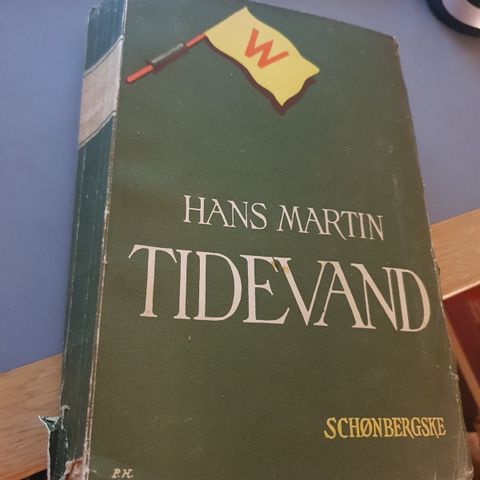 W
HANS MARTIN
TIDEVAND
SCHØNBERGSKE
P.H.